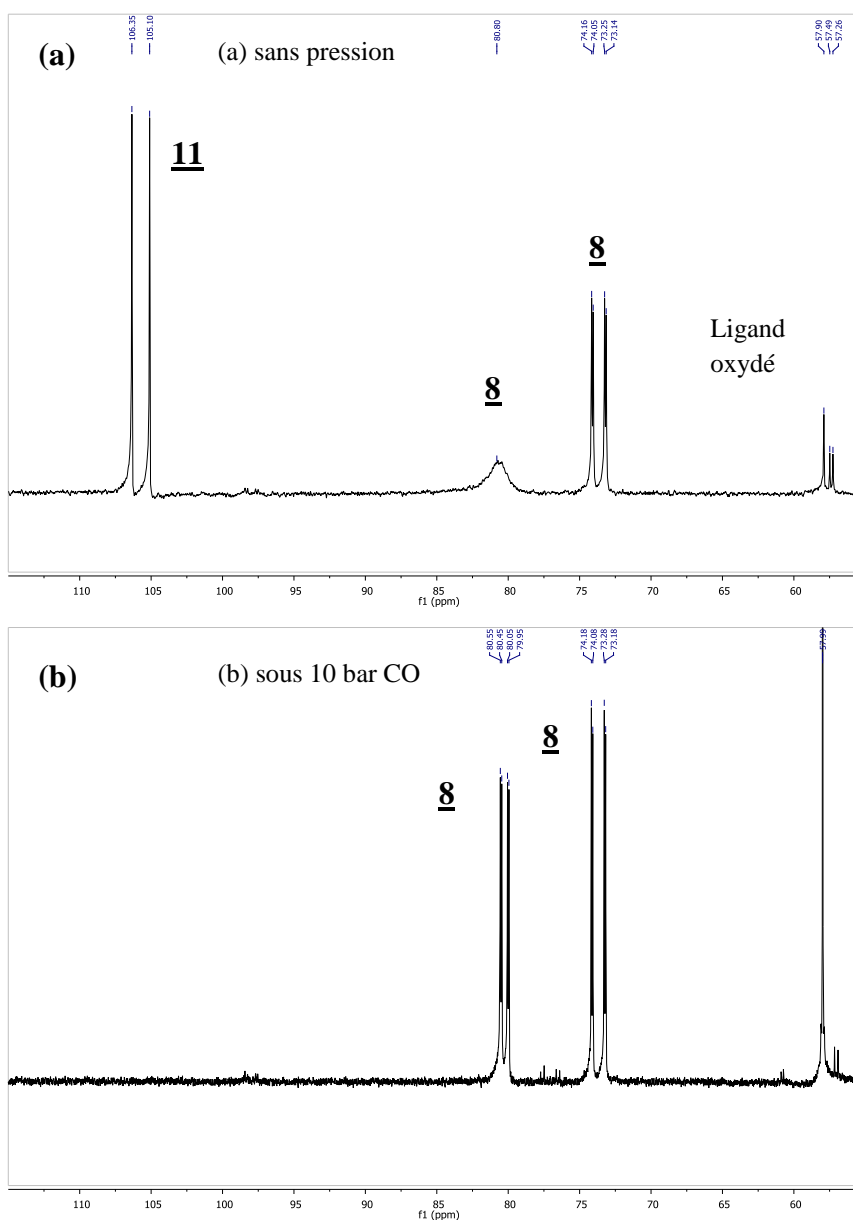 106.35 105.10 80.80 74.16 74.05 73.25 73.14 57.90 57.49 57.26
(a) (a) sans pression
11
8
8
Ligand
oxydé
110 105 100 95 90 85 80 75 70 65 60
f1 (ppm)
80.55 80.45 80.05 79.95 74.18 74.08 73.28 73.18 57.99
(b) (b) sous 10 bar CO
8
8
110 105 100 95 90 85 80 75 70 65 60
f1 (ppm)